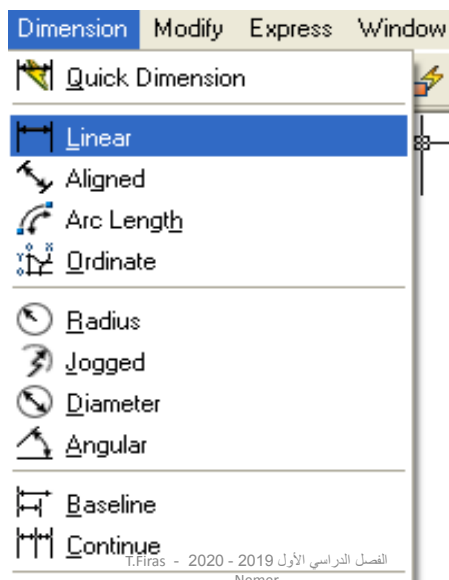 Dimension Modify Express Window
Quick Dimension
Linear
Aligned
Arc Length
Ordinate
Radius
Jogged
Diameter
Angular
Baseline
Continue
الفصل الدراسي الأول 2019 - 2020 - T.Firas